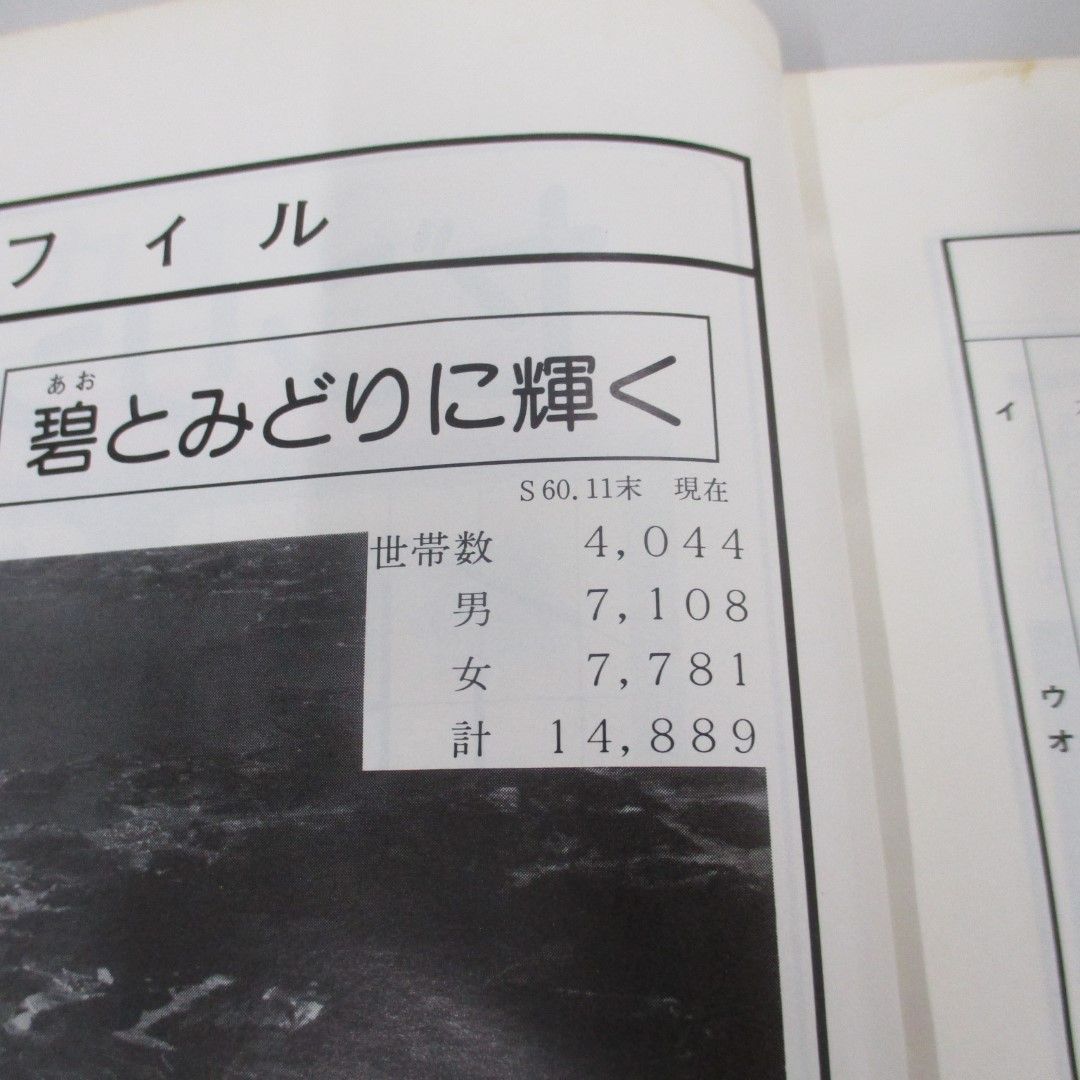 フィル
あお
碧とみどりに輝く
S60.11末 現在
世帯数 4,044
男 7,108
女 7,781
計 14,889
イ
ウ
オ